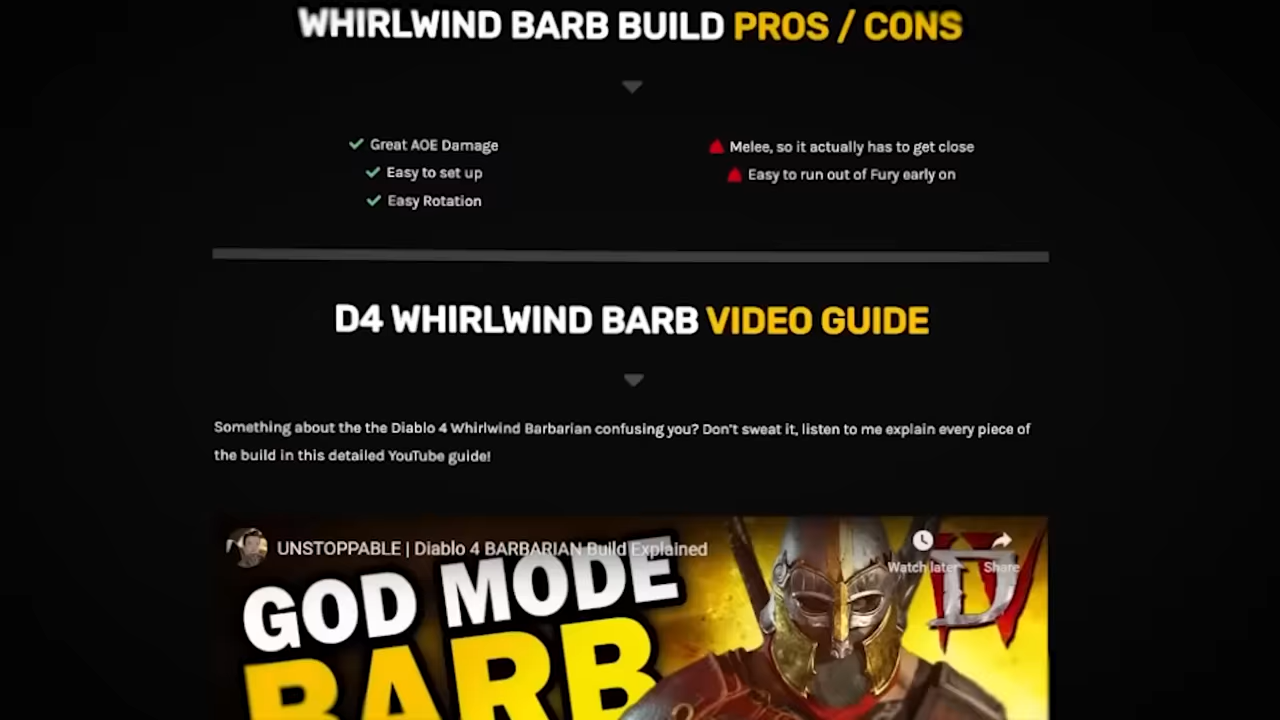 WHIRLWIND BARB BUILD PROS / CONS
Great AOE Damage
Easy to set up
Easy Rotation
Melee, so it actually has to get close
Easy to run out of Fury early on
D4 WHIRLWIND BARB VIDEO GUIDE
Something about the the Diablo 4 Whirlwind Barbarian confusing you? Don't sweat it, listen to me explain every piece of
the build in this detailed YouTube guide!
UNSTOPPABLE | Diablo 4 BARBARIAN Build Explained
Watch later
Share
GOD MODE
BARB
D IV